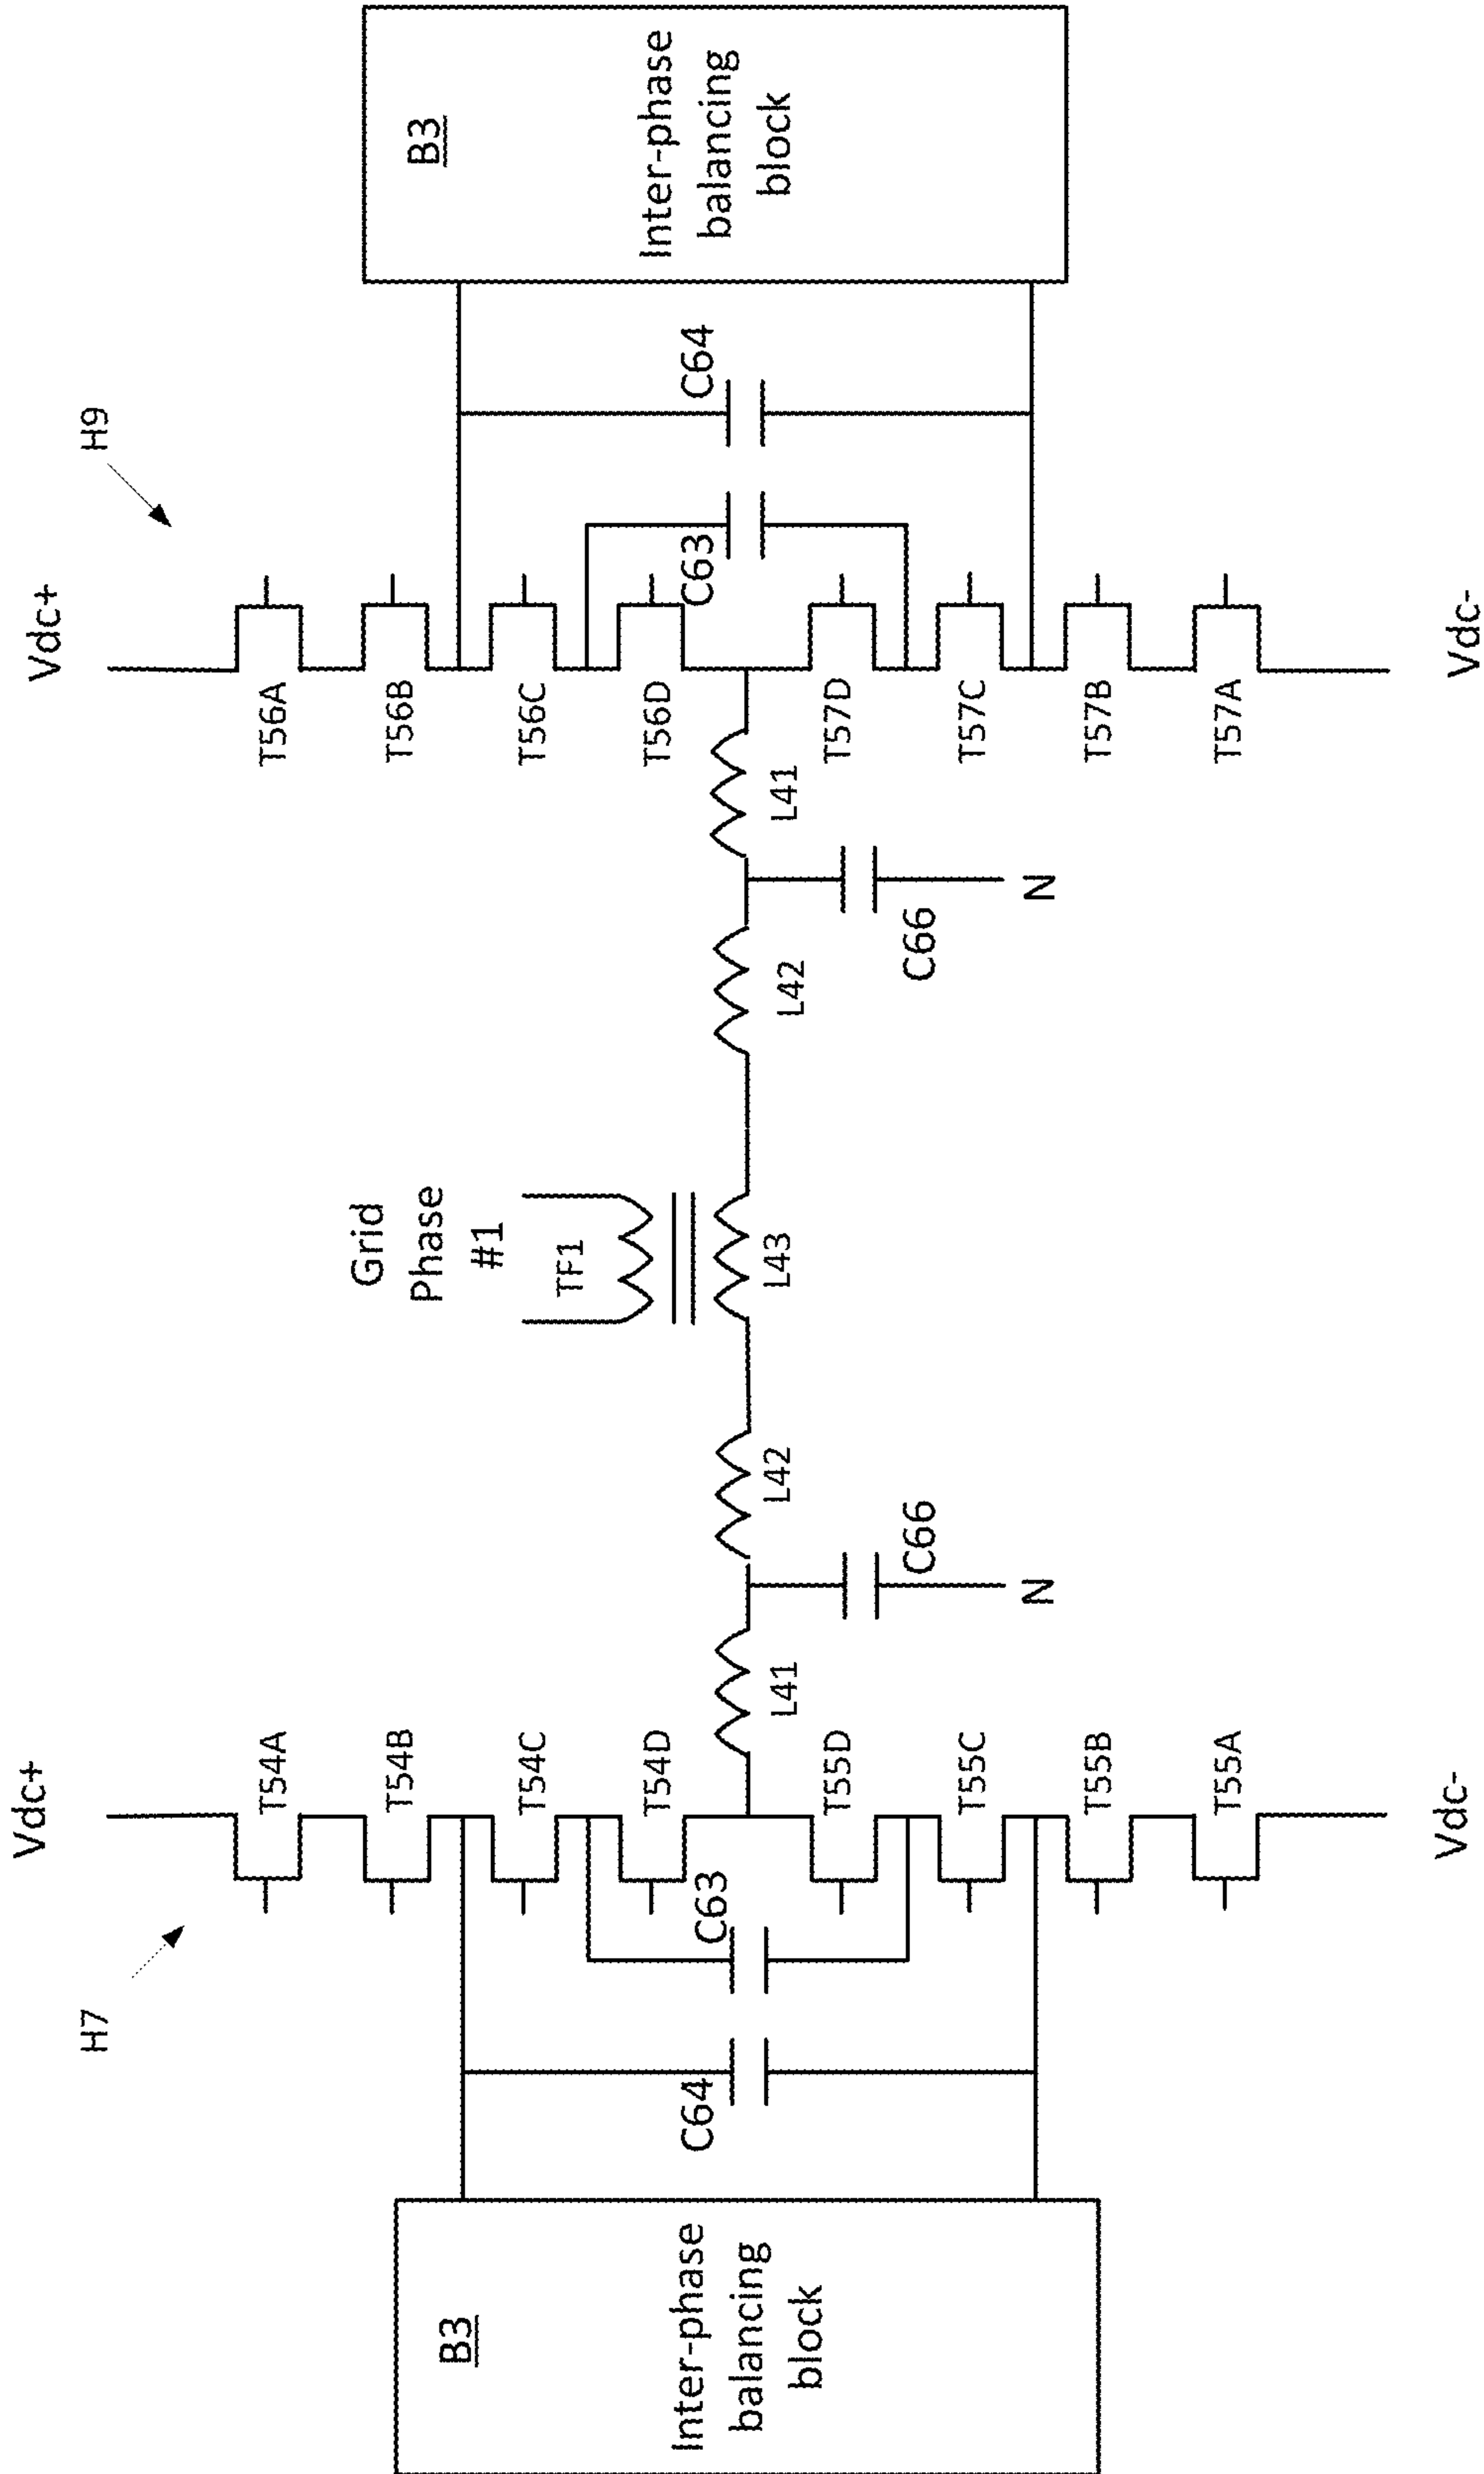 H7
H9
Vdc+
Vdc+
B3
Inter-phase
balancing
block
C64
C63
T54A
T54B
T54C
T54D
T55D
T55C
T55B
T55A
Vdc-
L41
C66
N
L42
Grid
Phase
#1
TF1
L43
L42
C66
N
L41
T56A
T56B
T56C
T56D
T57D
T57C
T57B
T57A
Vdc-
C63
C64
B3
Inter-phase
balancing
block